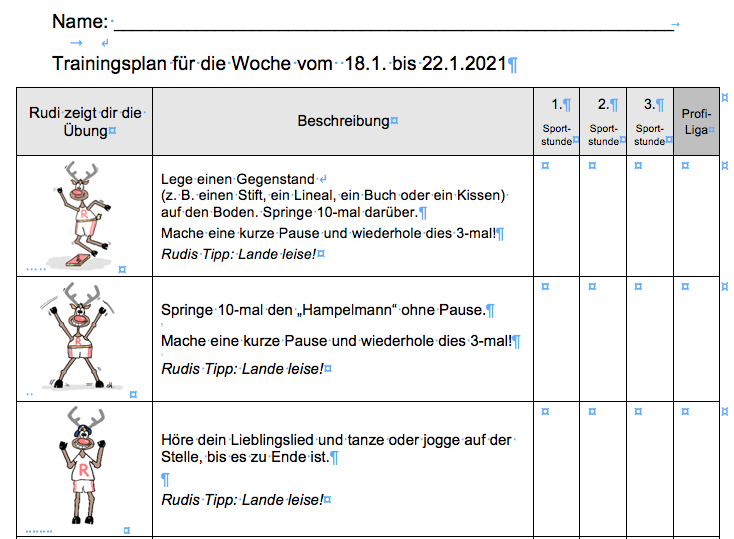 Name: ___________________________________________________________
Trainingsplan für die Woche vom 18.1. bis 22.1.2021¶
Rudi zeigt dir die
Übung¤
Beschreibung¤
1.¶
Sport-
stunde¤
2.¶
Sport-
stunde¤
3.¶
Sport-
stunde¤
Profi-
Liga¤
Lege einen Gegenstand
(z. B. einen Stift, ein Lineal, ein Buch oder ein Kissen)
auf den Boden. Springe 10-mal darüber.¶
Mache eine kurze Pause und wiederhole dies 3-mal!¶
Rudis Tipp: Lande leise!¤
R
Springe 10-mal den „Hampelmann“ ohne Pause.¶
Mache eine kurze Pause und wiederhole dies 3-mal!¶
Rudis Tipp: Lande leise!¤
R
Höre dein Lieblingslied und tanze oder jogge auf der
Stelle, bis es zu Ende ist.¶
¶
Rudis Tipp: Lande leise!¤
R